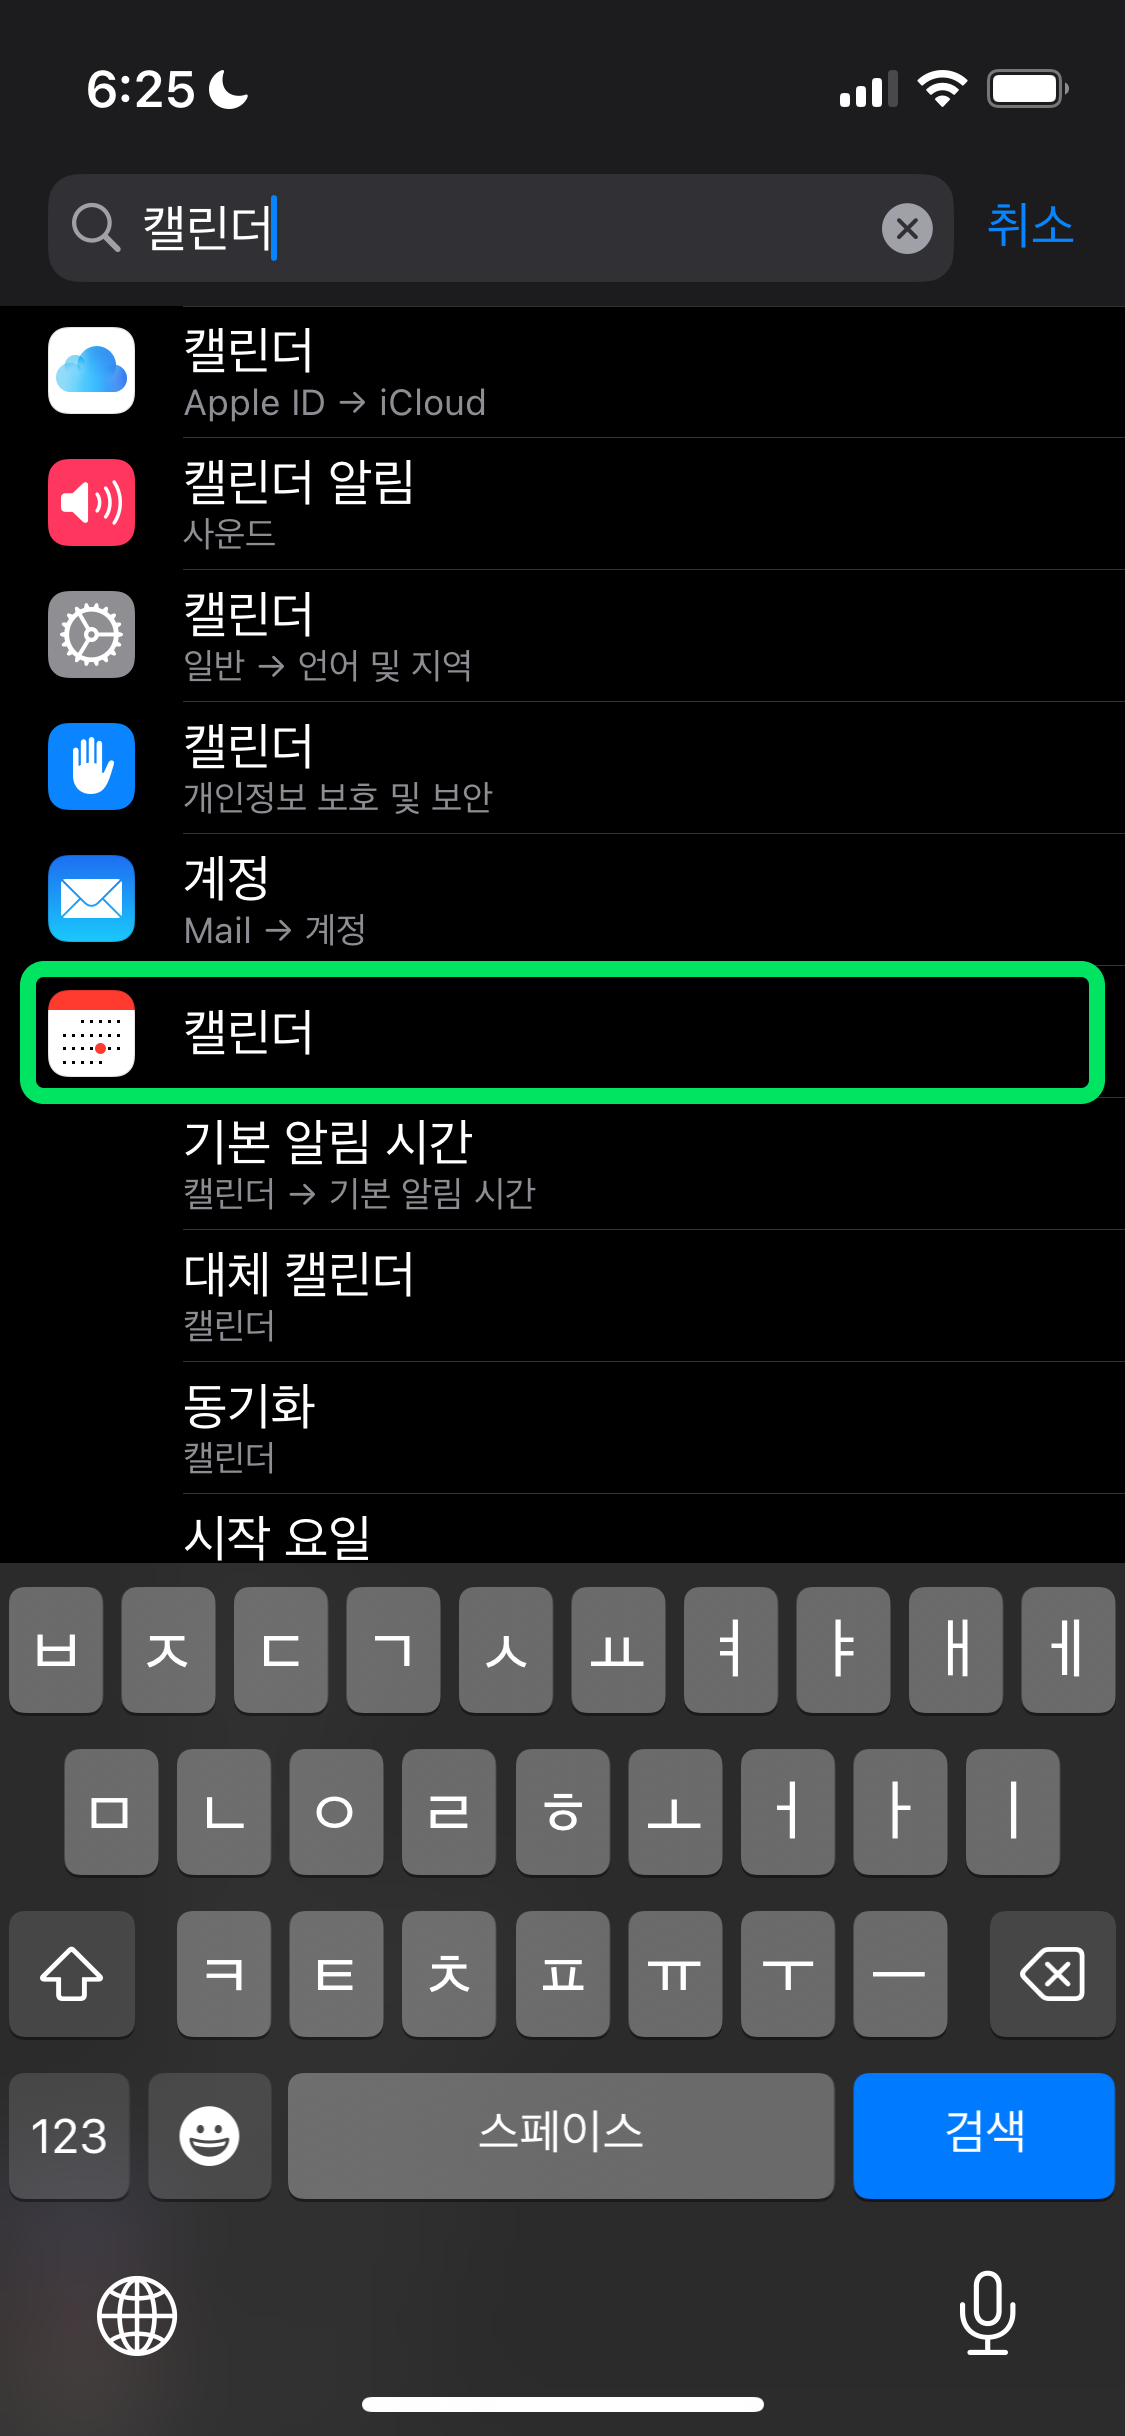 6:25
캘린더
취소
캘린더
Apple ID → iCloud
캘린더 알림
사운드
캘린더
일반 → 언어 및 지역
캘린더
개인정보 보호 및 보안
계정
Mail → 계정
캘린더
기본 알림 시간
캘린더 → 기본 알림 시간
대체 캘린더
캘린더
동기화
캘린더
시작 요일
ㅂ ㅈ ㄷ ㄱ ㅅ ㅛ ㅕ ㅑ ㅐ ㅔ
ㅁ ㄴ ㅇ ㄹ ㅎ ㅗ ㅓ ㅏ ㅣ
ㅋ ㅌ ㅊ ㅍ ㅠ ㅜ ㅡ
123 스페이스 검색